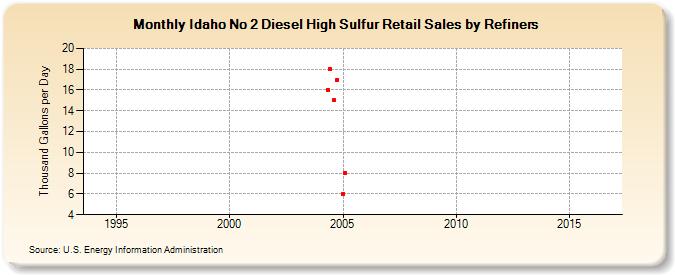 Monthly Idaho No 2 Diesel High Sulfur Retail Sales by Refiners
Thousand Gallons per Day
20
18
16
14
12
10
8
6
4
1995 2000 2005 2010 2015
Source: U.S. Energy Information Administration